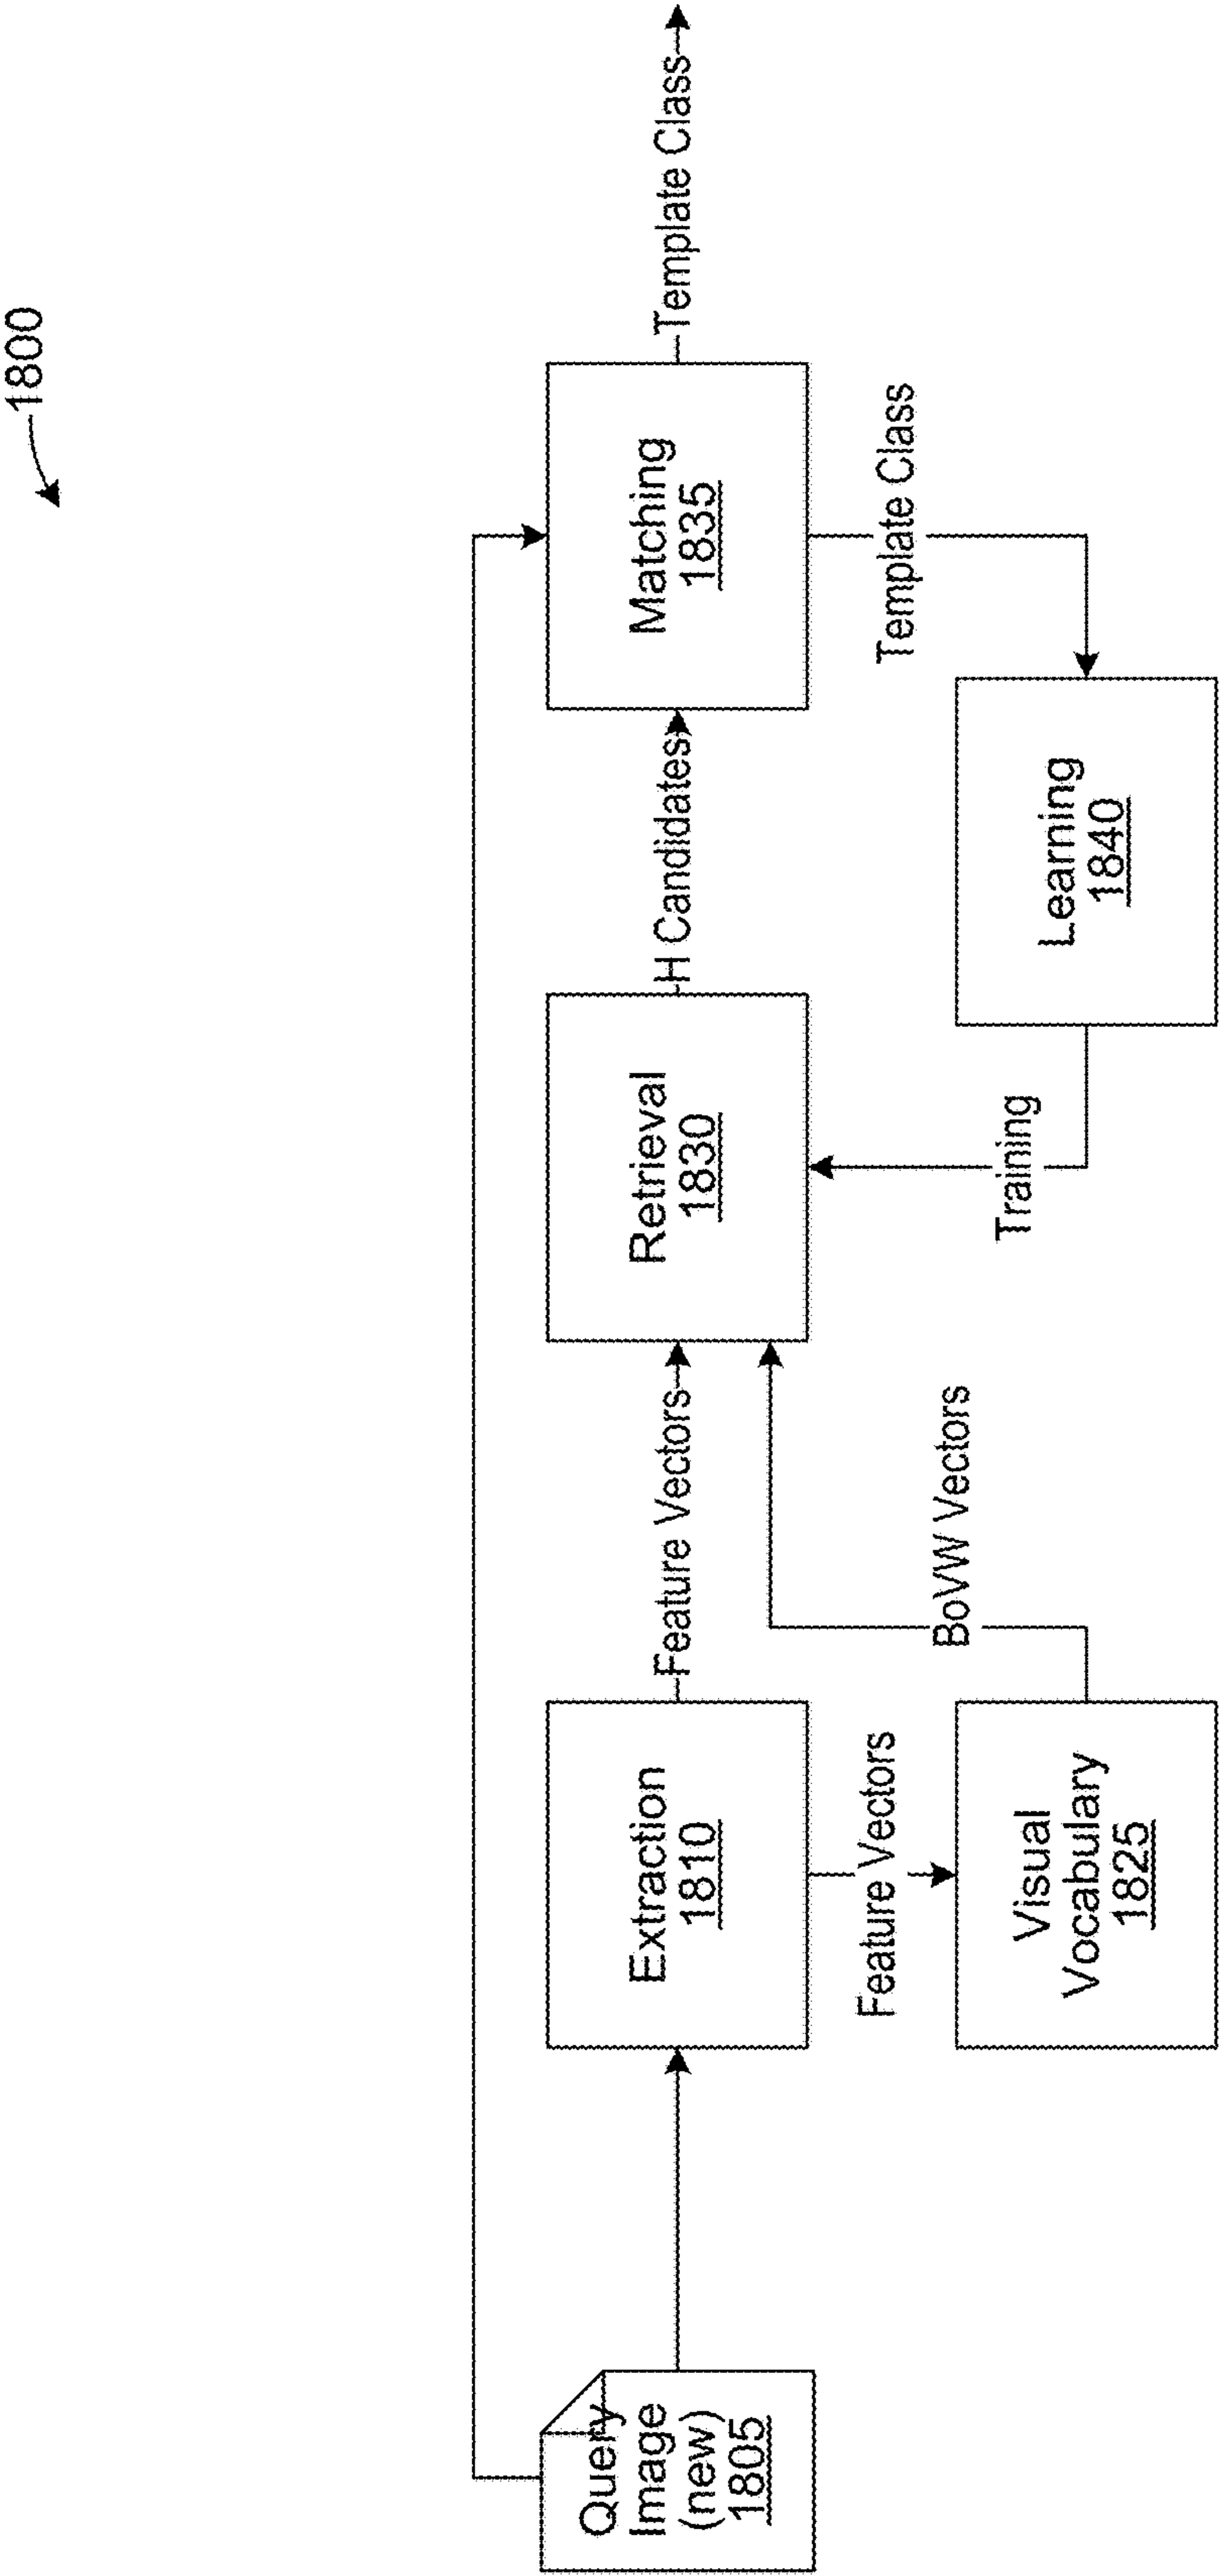 1800
Query
Image
(new)
1805
Extraction
1810
Feature Vectors
Feature Vectors
Visual
Vocabulary
1825
BoVW Vectors
Retrieval
1830
H Candidates
Training
Matching
1835
Template Class
Template Class
Learning
1840